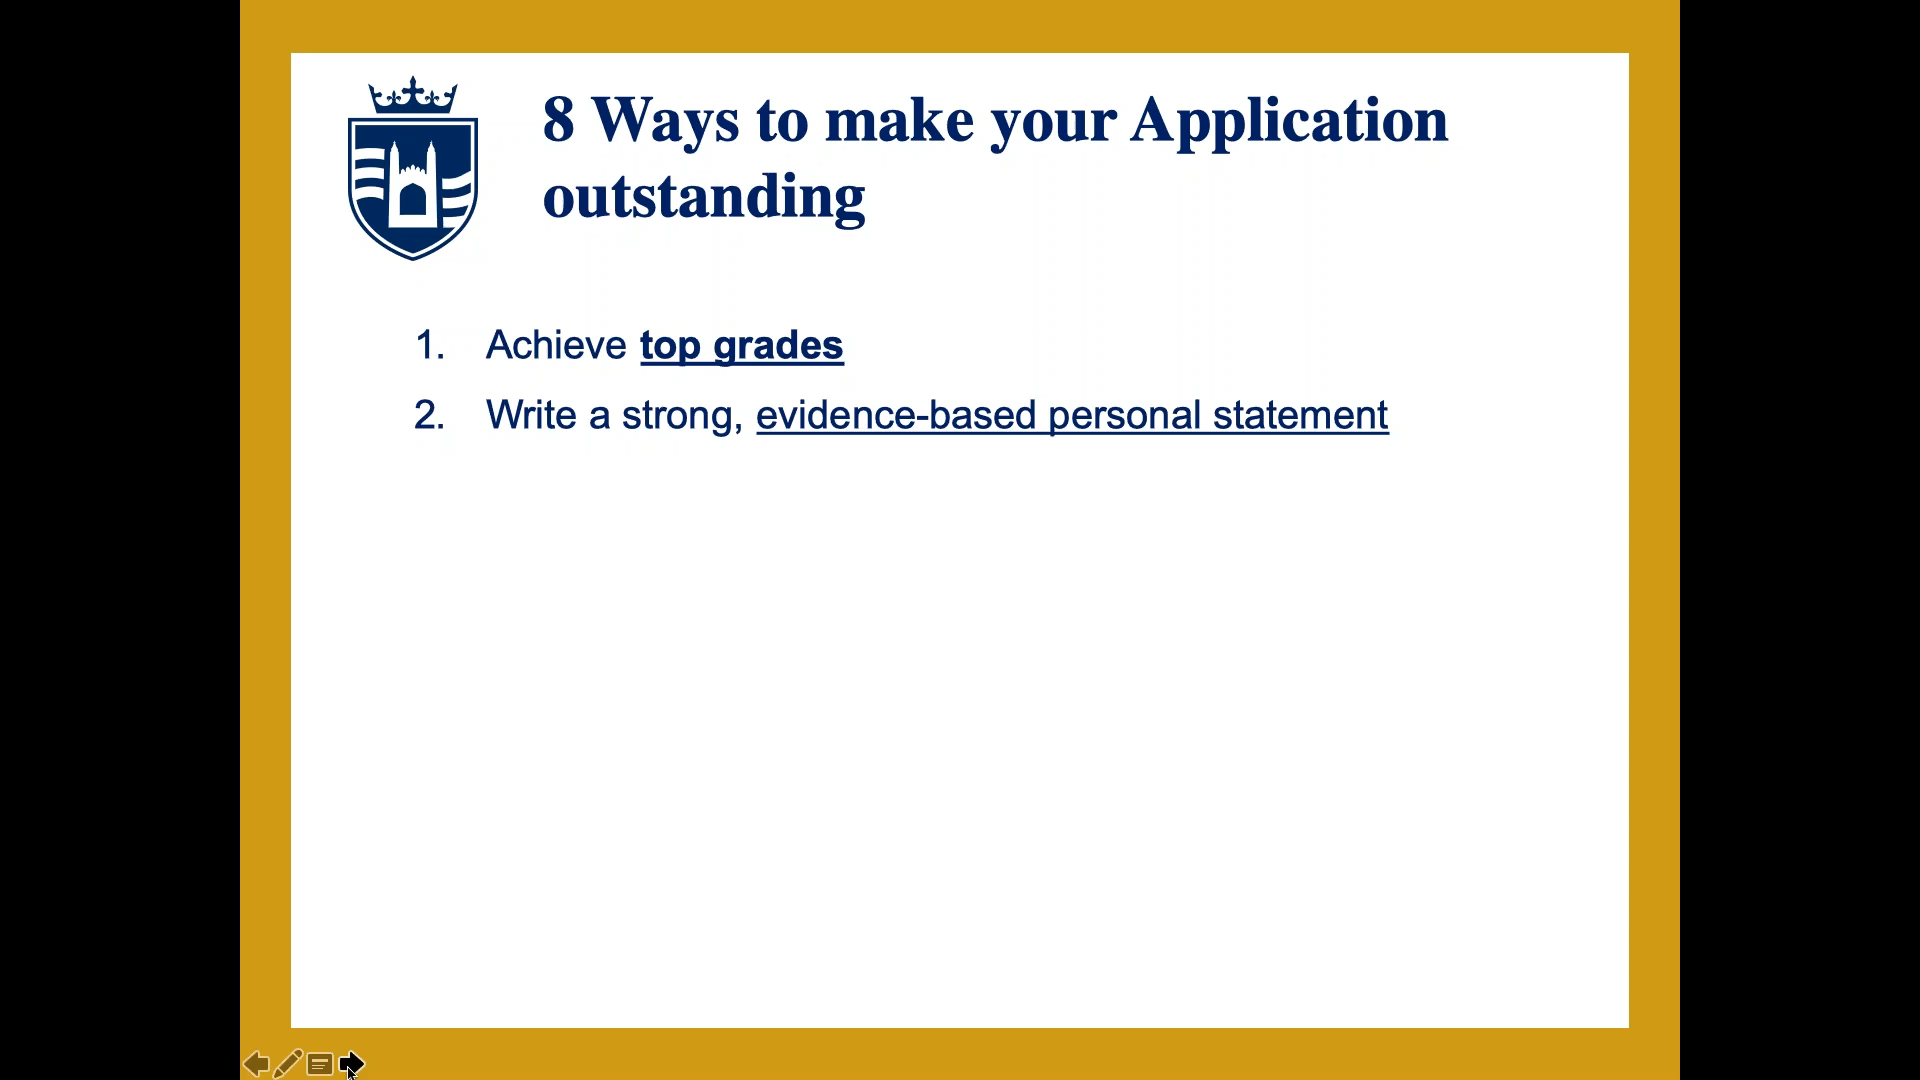 8 Ways to make your Application
outstanding
1. Achieve top grades
2. Write a strong, evidence-based personal statement